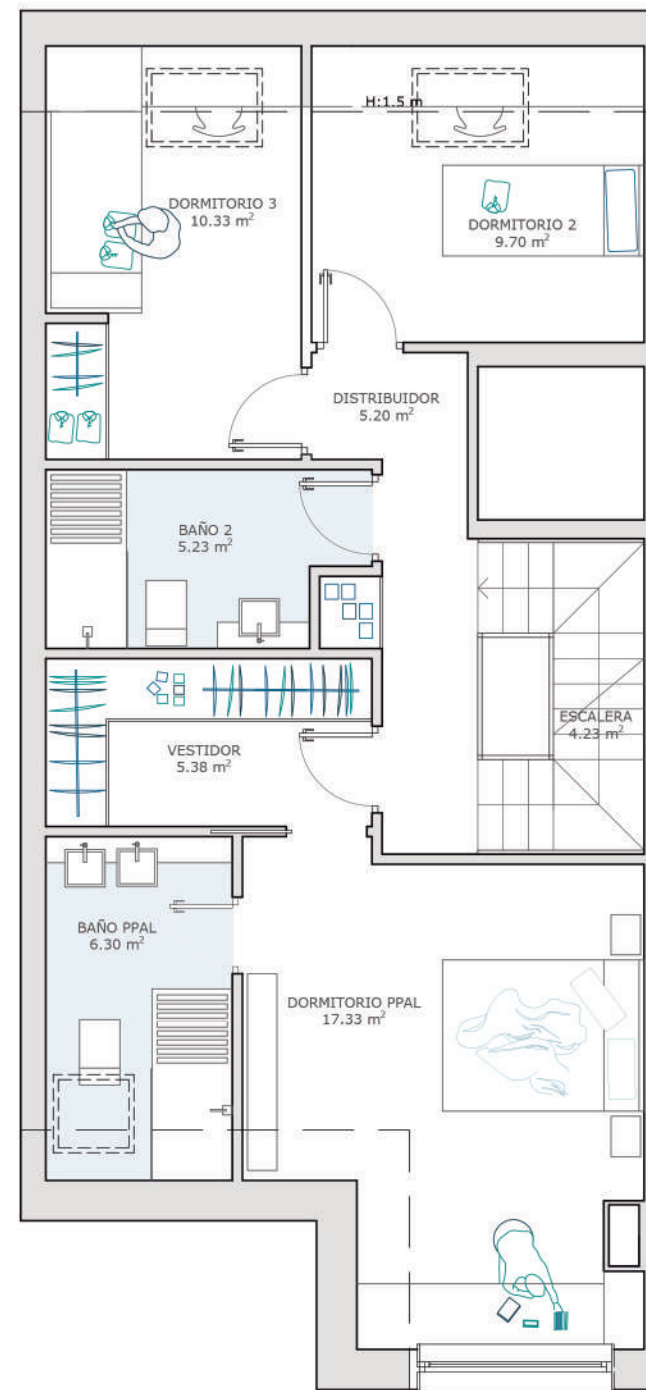 H:1.5 m
DORMITORIO 3
10.33 m²
DORMITORIO 2
9.70 m²
DISTRIBUIDOR
5.20 m²
BAÑO 2
5.23 m²
ESCALERA
4.23 m²
VESTIDOR
5.38 m²
BAÑO PPAL
6.30 m²
DORMITORIO PPAL
17.33 m²